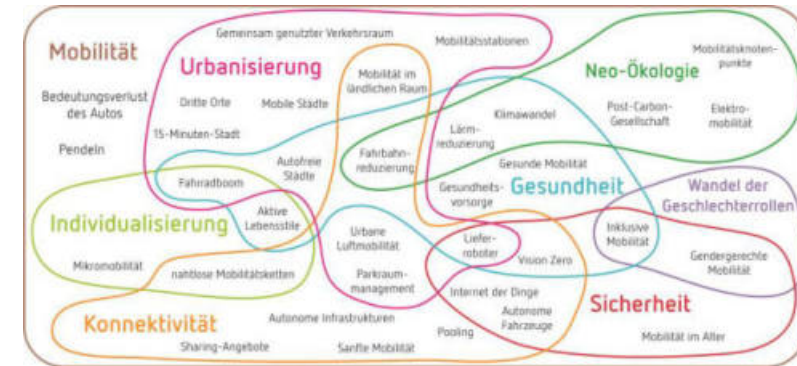 Mobilität
Gemeinsam genutzter Verkehrsraum
Mobilitätsstationen
Urbanisierung
Neo-Ökologie
Mobilitätsknoten-
punkte
Mobilität im
ländlichen Raum
Bedeutungsverlust
des Autos
Dritte Orte
Mobile Städte
Klimawandel
Post-Carbon-
Gesellschaft
Elektro-
mobilität
Pendeln
15-Minuten-Stadt
Lärm-
reduzierung
Fahrbahn-
reduzierung
Autofreie
Städte
Gesunde Mobilität
Fahrradboom
Gesundheits-
vorsorge
Gesundheit
Wandel der
Geschlechterrollen
Individualisierung
Aktive
Lebensstile
Urbane
Luftmobilität
Liefer-
roboter
Inklusive
Mobilität
Vision Zero
Gendergerechte
Mobilität
Mikromobilität
nahtlose Mobilitätsketten
Parkraum-
management
Internet der Dinge
Sicherheit
Konnektivität
Autonome Infrastrukturen
Autonome
Fahrzeuge
Pooling
Mobilität im Alter
Sharing-Angebote
Sanfte Mobilität